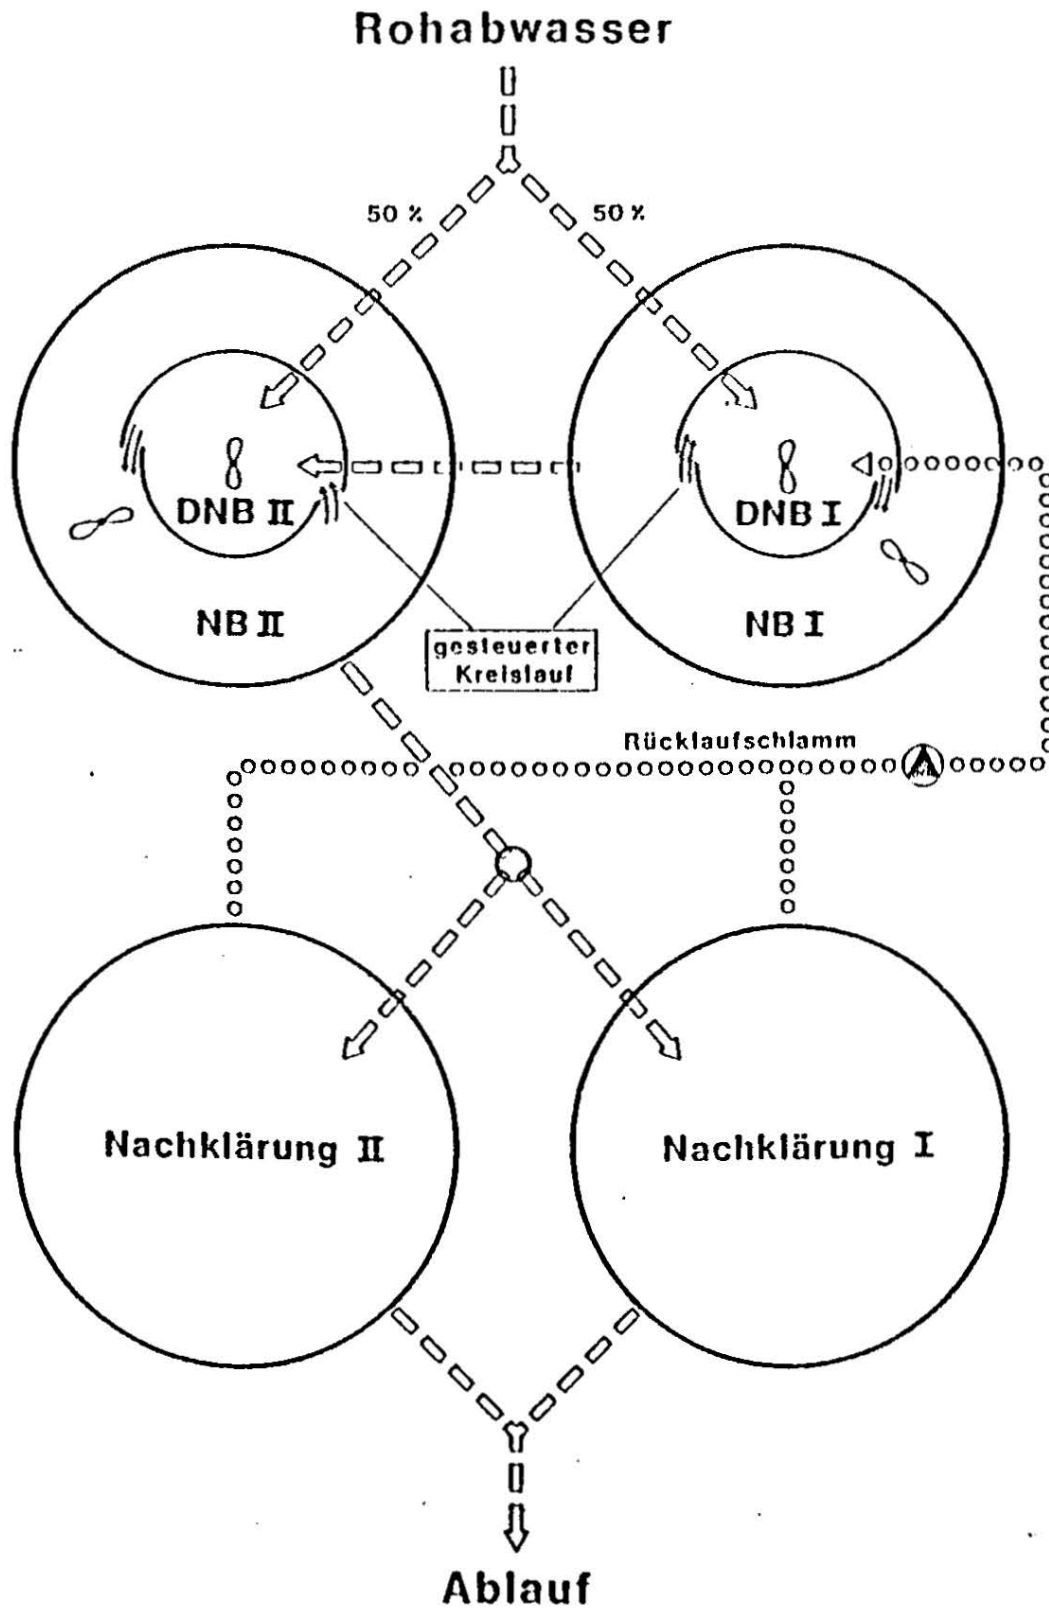 Rohabwasser
50 %
50 %
DNB II
DNB I
NB II
NB I
gesteuerter
Kreislauf
Rücklaufschlamm
Nachklärung II
Nachklärung I
Ablauf